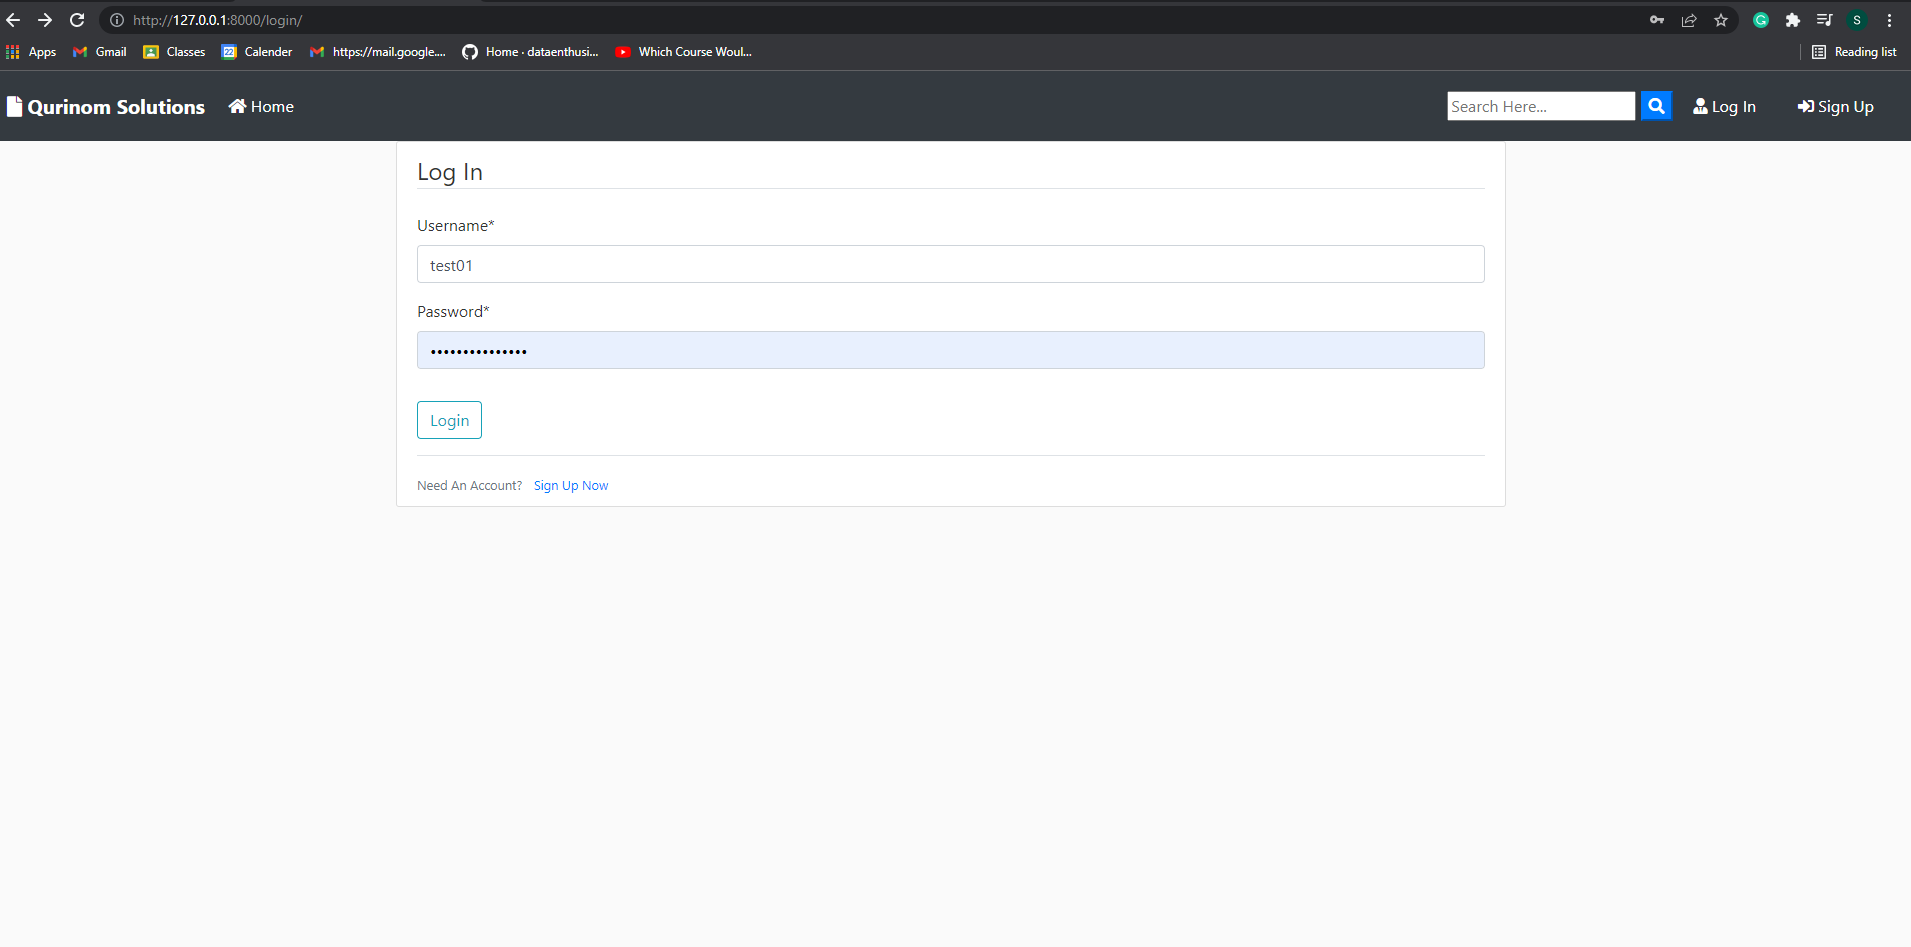 http://127.0.0.1:8000/login/
S
Apps Gmail Classes 22 Calender https://mail.google.... Home · dataenthusi... Which Course Woul... Reading list
Qurinom Solutions Home Search Here... Log In Sign Up
Log In
Username*
test01
Password*
•••••••••••••••
Login
Need An Account? Sign Up Now